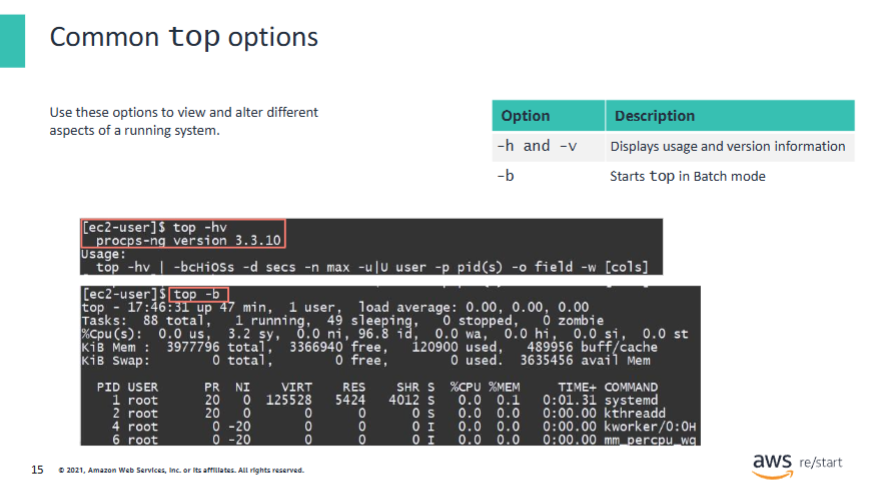 Common top options
Use these options to view and alter different
aspects of a running system.
Option Description
-h and -v Displays usage and version information
-b Starts top in Batch mode
[ec2-user]$ top -hv
procps-ng version 3.3.10
Usage:
top -hv | -bcHiOSs -d secs -n max -u|U user -p pid(s) -o field -w [cols]
[ec2-user]$ top -b
top - 17:46:31 up 47 min, 1 user, load average: 0.00, 0.00, 0.00
Tasks: 88 total, 1 running, 49 sleeping, 0 stopped, 0 zombie
%Cpu(s): 0.0 us, 3.2 sy, 0.0 ni, 96.8 id, 0.0 wa, 0.0 hi, 0.0 si, 0.0 st
KiB Mem : 3977796 total, 3366940 free, 120900 used, 489956 buff/cache
KiB Swap: 0 total, 0 free, 0 used. 3635456 avail Mem
PID USER PR NI VIRT RES SHR S %CPU %MEM TIME+ COMMAND
1 root 20 0 125528 5424 4012 S 0.0 0.1 0:01.31 systemd
2 root 20 0 0 0 0 S 0.0 0.0 0:00.00 kthreadd
4 root 0 -20 0 0 0 I 0.0 0.0 0:00.00 kworker/0:0H
6 root 0 -20 0 0 0 I 0.0 0.0 0:00.00 mm_percpu_wq
15 © 2021, Amazon Web Services, Inc. or its affiliates. All rights reserved.
aws re/start